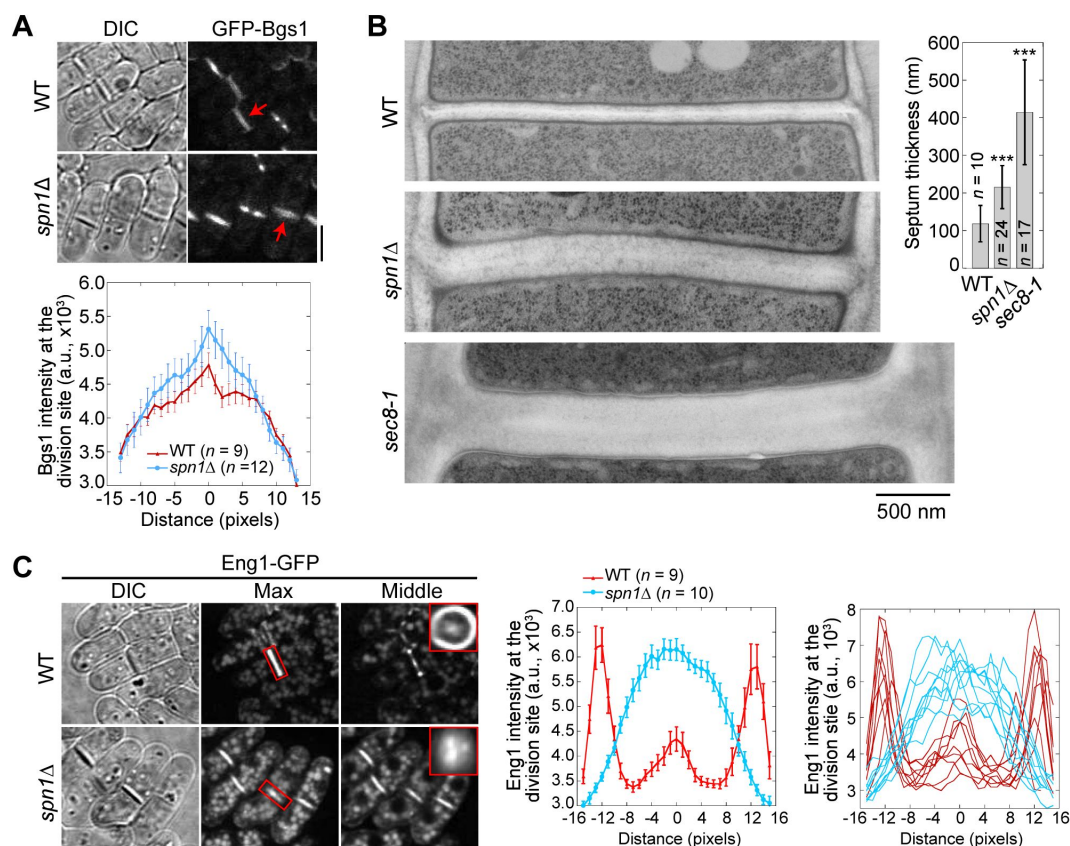 A
DIC GFP-Bgs1
WT
spn1Δ
Bgs1 intensity at the
division site (a.u., x10³)
6.0
5.5
5.0
4.5
4.0
3.5
3.0
WT (n = 9)
spn1Δ (n =12)
-15 -10 -5 0 5 10 15
Distance (pixels)
B
WT
spn1Δ
sec8-1
500 nm
Septum thickness (nm)
600
500
400
300
200
100
0
n = 10
***
n = 24
***
n = 17
WT
spn1Δ
sec8-1
C
Eng1-GFP
DIC Max Middle
WT
spn1Δ
WT (n = 9)
spn1Δ (n = 10)
Eng1 intensity at the
division site (a.u., x10³)
7.0
6.5
6.0
5.5
5.0
4.5
4.0
3.5
3.0
-16 -12 -8 -4 0 4 8 12 16
Distance (pixels)
Eng1 intensity at the
division stie (a.u., 10³)
8
7
6
5
4
3
-16 -12 -8 -4 0 4 8 12 16
Distance (pixels)